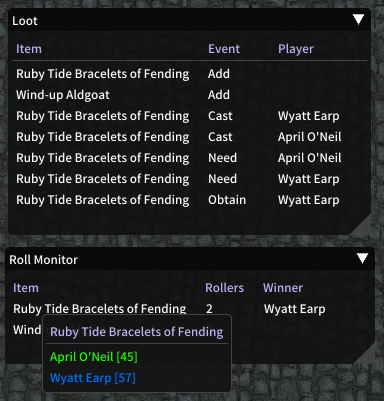 Loot
Item Event Player
Ruby Tide Bracelets of Fending Add
Wind-up Aldgoat Add
Ruby Tide Bracelets of Fending Cast Wyatt Earp
Ruby Tide Bracelets of Fending Cast April O'Neil
Ruby Tide Bracelets of Fending Need April O'Neil
Ruby Tide Bracelets of Fending Need Wyatt Earp
Ruby Tide Bracelets of Fending Obtain Wyatt Earp
Roll Monitor
Item Rollers Winner
Ruby Tide Bracelets of Fending 2 Wyatt Earp
Wind
Ruby Tide Bracelets of Fending
April O'Neil [45]
Wyatt Earp [57]